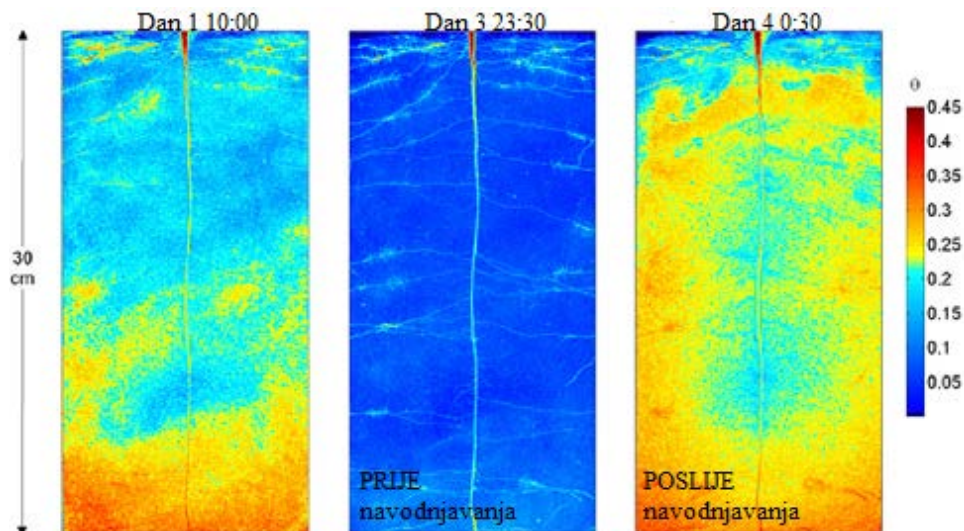 Dan 1 10:00
Dan 3 23:30
Dan 4 0:30
θ
0.45
0.4
0.35
0.3
0.25
0.2
0.15
0.1
0.05
30
cm
PRIJE
navodnjavanja
POSLIJE
navodnjavanja